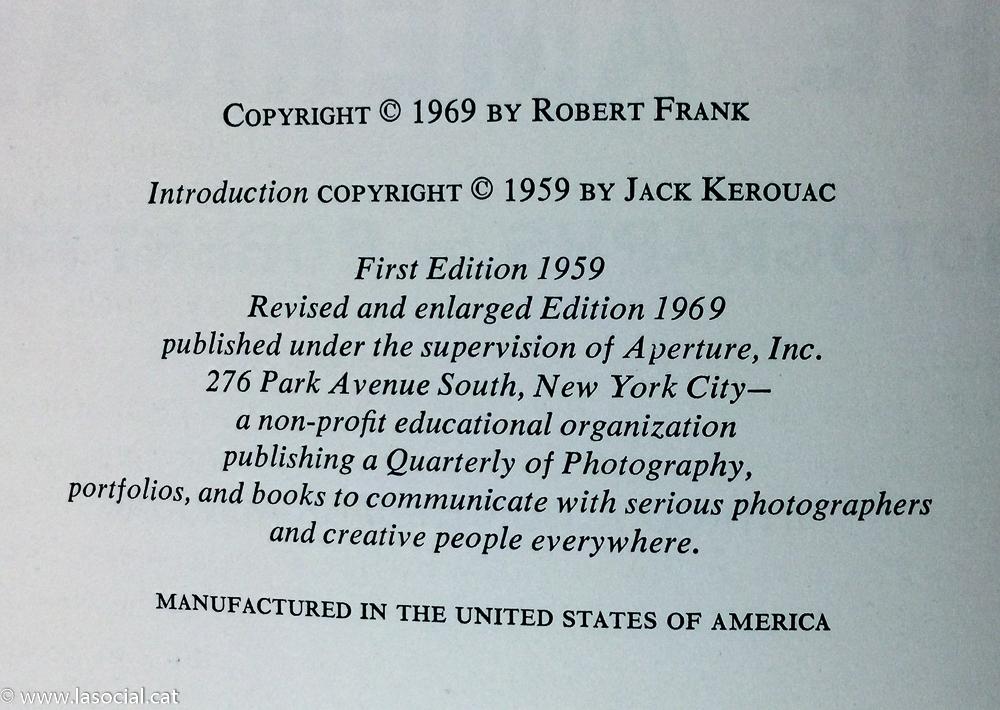 COPYRIGHT © 1969 BY ROBERT FRANK
Introduction COPYRIGHT © 1959 BY JACK KEROUAC
First Edition 1959
Revised and enlarged Edition 1969
published under the supervision of Aperture, Inc.
276 Park Avenue South, New York City—
a non-profit educational organization
publishing a Quarterly of Photography,
portfolios, and books to communicate with serious photographers
and creative people everywhere.
MANUFACTURED IN THE UNITED STATES OF AMERICA
© www.lasocial.cat